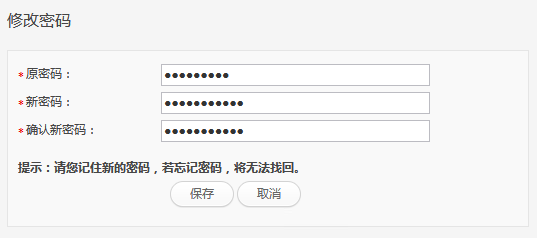 修改密码
*原密码：●●●●●●●●●
*新密码：●●●●●●●●●●●
*确认新密码：●●●●●●●●●●●
提示：请您记住新的密码，若忘记密码，将无法找回。
保存 取消